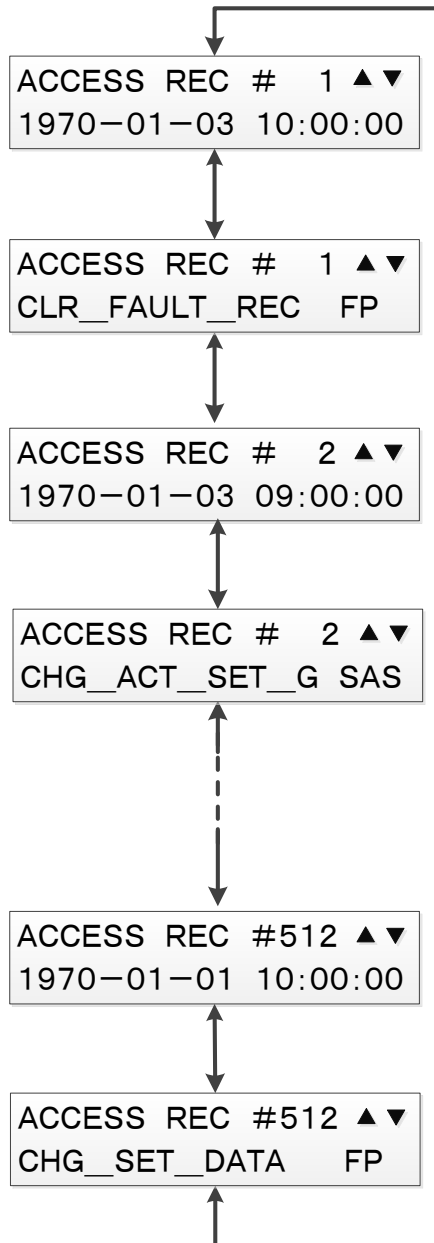 ACCESS REC # 1 ▲ ▼
1970-01-03 10:00:00
ACCESS REC # 1 ▲ ▼
CLR_FAULT_REC FP
ACCESS REC # 2 ▲ ▼
1970-01-03 09:00:00
ACCESS REC # 2 ▲ ▼
CHG_ACT_SET_G SAS
ACCESS REC #512 ▲ ▼
1970-01-01 10:00:00
ACCESS REC #512 ▲ ▼
CHG_SET_DATA FP